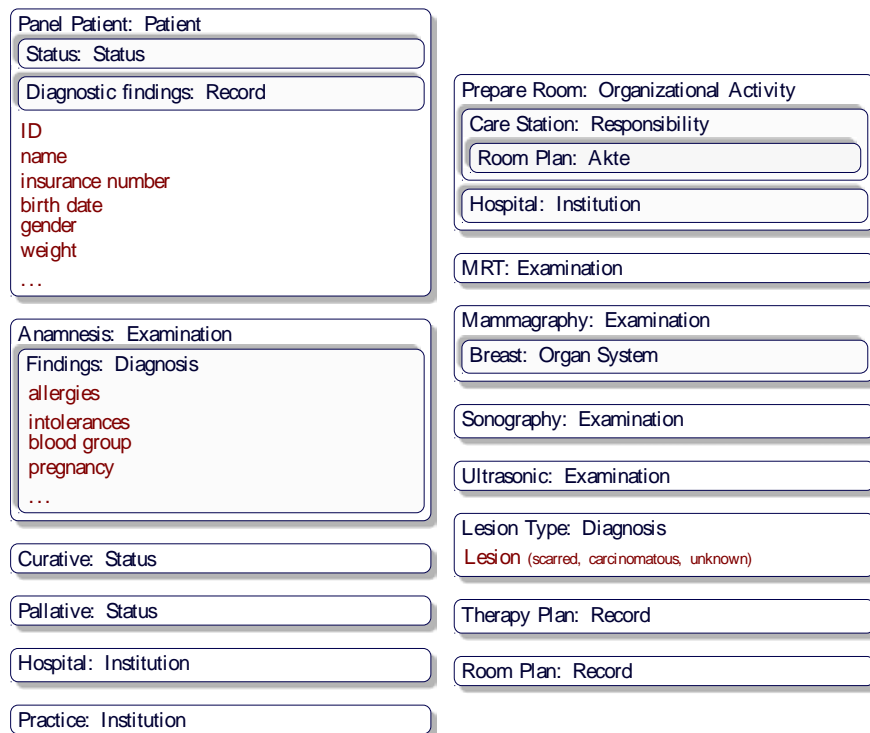 Panel Patient: Patient
Status: Status
Diagnostic findings: Record
ID
name
insurance number
birth date
gender
weight
...
Anamnesis: Examination
Findings: Diagnosis
allergies
intolerances
blood group
pregnancy
...
Curative: Status
Pallative: Status
Hospital: Institution
Practice: Institution
Prepare Room: Organizational Activity
Care Station: Responsibility
Room Plan: Akte
Hospital: Institution
MRT: Examination
Mammagraphy: Examination
Breast: Organ System
Sonography: Examination
Ultrasonic: Examination
Lesion Type: Diagnosis
Lesion (scarred, carcinomatous, unknown)
Therapy Plan: Record
Room Plan: Record